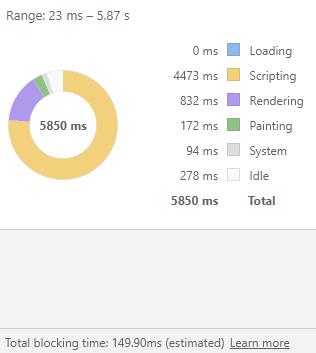 Range: 23 ms – 5.87 s
0 ms Loading
4473 ms Scripting
832 ms Rendering
5850 ms
172 ms Painting
94 ms System
278 ms Idle
5850 ms Total
Total blocking time: 149.90ms (estimated) Learn more